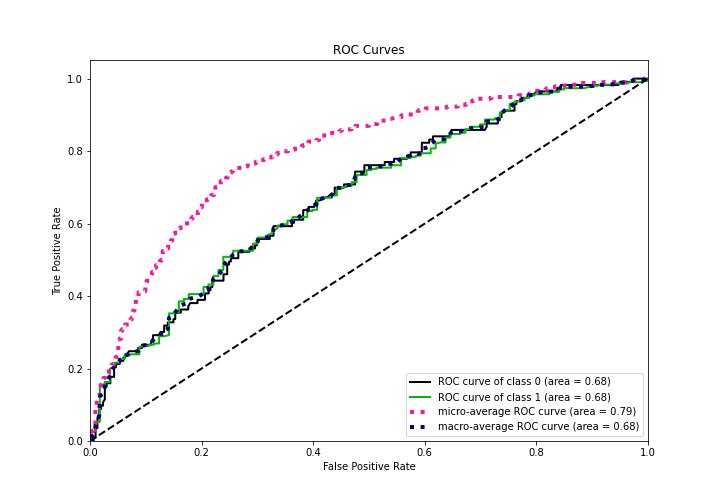 ROC Curves
1.0
0.8
0.6
0.4
0.2
0.0
True Positive Rate
ROC curve of class 0 (area = 0.68)
ROC curve of class 1 (area = 0.68)
micro-average ROC curve (area = 0.79)
macro-average ROC curve (area = 0.68)
0.0 0.2 0.4 0.6 0.8 1.0
False Positive Rate